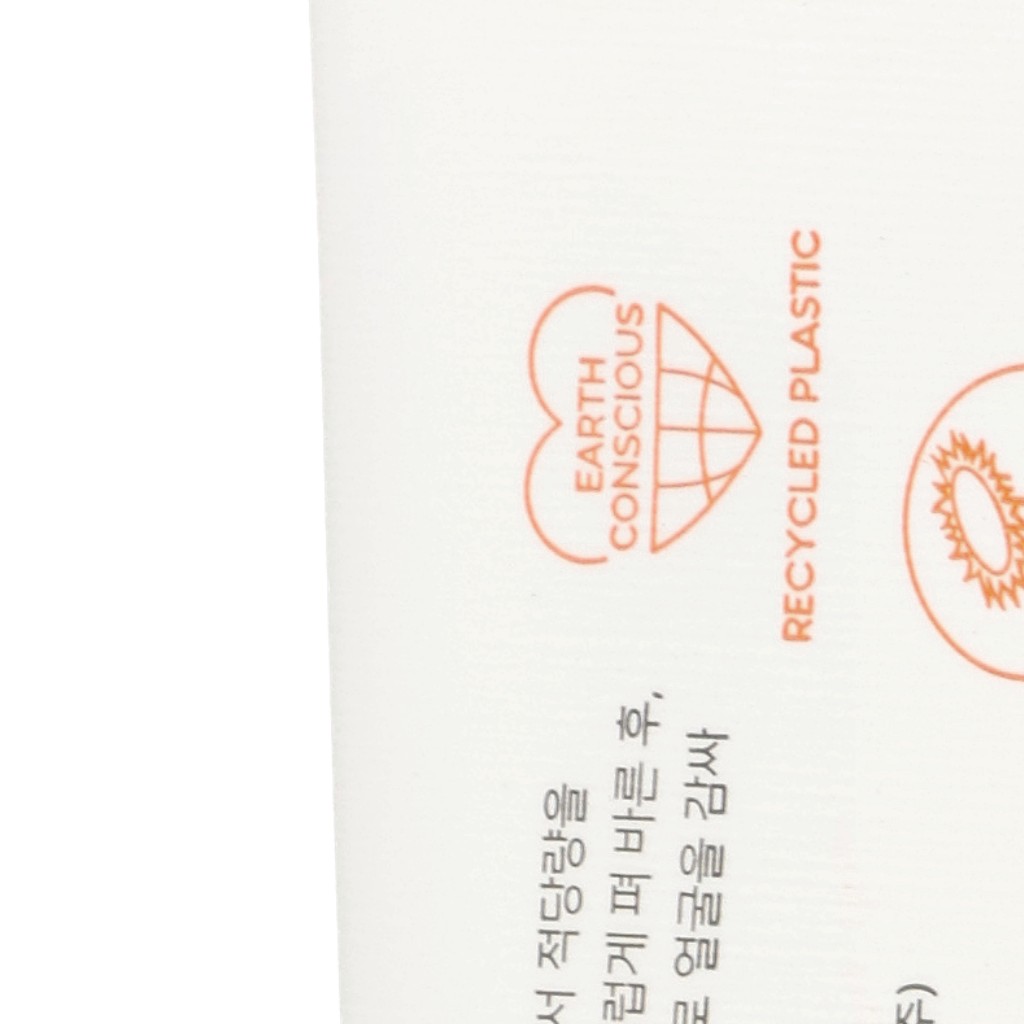 EARTH
CONSCIOUS
RECYCLED PLASTIC
서 적당량을
럽게 펴 바른 후,
로 얼굴을 감싸
주)